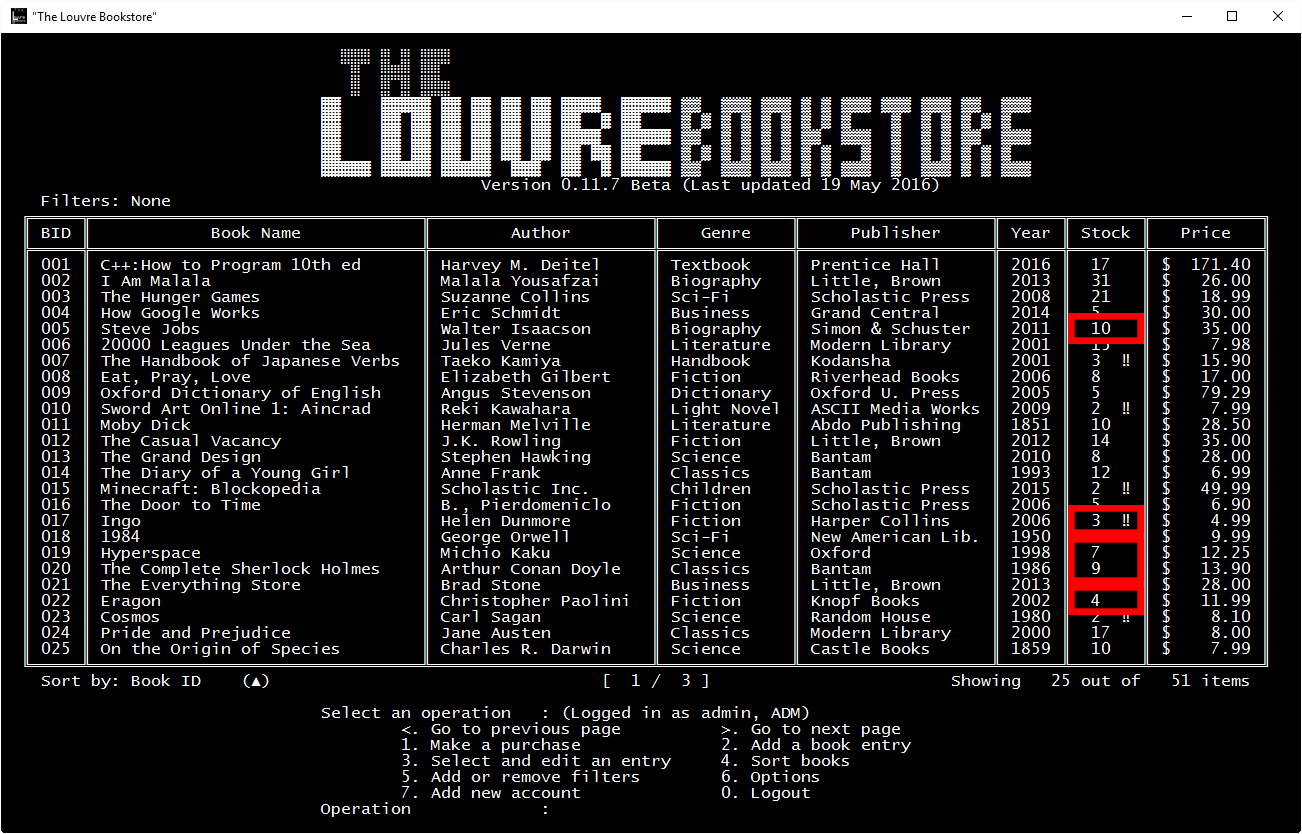 "The Louvre Bookstore"
THE
LOUVRE BOOKSTORE
Version 0.11.7 Beta (Last updated 19 May 2016)
Filters: None
BID Book Name Author Genre Publisher Year Stock Price
001 C++:How to Program 10th ed Harvey M. Deitel Textbook Prentice Hall 2016 17 $ 171.40
002 I Am Malala Malala Yousafzai Biography Little, Brown 2013 31 $ 26.00
003 The Hunger Games Suzanne Collins Sci-Fi Scholastic Press 2008 21 $ 18.99
004 How Google Works Eric Schmidt Business Grand Central 2014 $ 30.00
005 Steve Jobs Walter Isaacson Biography Simon & Schuster 2011 10 $ 35.00
006 20000 Leagues Under the Sea Jules Verne Literature Modern Library 2001 $ 7.98
007 The Handbook of Japanese Verbs Taeko Kamiya Handbook Kodansha 2001 3 ‼ $ 15.90
008 Eat, Pray, Love Elizabeth Gilbert Fiction Riverhead Books 2006 8 $ 17.00
009 Oxford Dictionary of English Angus Stevenson Dictionary Oxford U. Press 2005 5 $ 79.29
010 Sword Art Online 1: Aincrad Reki Kawahara Light Novel ASCII Media Works 2009 2 ‼ $ 7.99
011 Moby Dick Herman Melville Literature Abdo Publishing 1851 10 $ 28.50
012 The Casual Vacancy J.K. Rowling Fiction Little, Brown 2012 14 $ 35.00
013 The Grand Design Stephen Hawking Science Bantam 2010 8 $ 28.00
014 The Diary of a Young Girl Anne Frank Classics Bantam 1993 12 $ 6.99
015 Minecraft: Blockopedia Scholastic Inc. Children Scholastic Press 2015 2 ‼ $ 49.99
016 The Door to Time B., Pierdomeniclo Fiction Scholastic Press 2006 $ 6.90
017 Ingo Helen Dunmore Fiction Harper Collins 2006 3 ‼ $ 4.99
018 1984 George Orwell Sci-Fi New American Lib. 1950 $ 9.99
019 Hyperspace Michio Kaku Science Oxford 1998 7 $ 12.25
020 The Complete Sherlock Holmes Arthur Conan Doyle Classics Bantam 1986 9 $ 13.90
021 The Everything Store Brad Stone Business Little, Brown 2013 $ 28.00
022 Eragon Christopher Paolini Fiction Knopf Books 2002 4 $ 11.99
023 Cosmos Carl Sagan Science Random House 1980 $ 8.10
024 Pride and Prejudice Jane Austen Classics Modern Library 2000 17 $ 8.00
025 On the Origin of Species Charles R. Darwin Science Castle Books 1859 10 $ 7.99
Sort by: Book ID (▲) [ 1 / 3 ] Showing 25 out of 51 items
Select an operation : (Logged in as admin, ADM)
<. Go to previous page >. Go to next page
1. Make a purchase 2. Add a book entry
3. Select and edit an entry 4. Sort books
5. Add or remove filters 6. Options
7. Add new account 0. Logout
Operation :